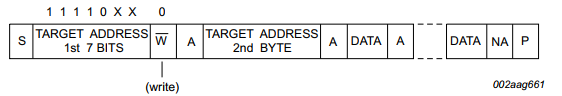 1 1 1 1 0 X X 0
S TARGET ADDRESS 1st 7 BITS W̅ A TARGET ADDRESS 2nd BYTE A DATA A DATA NA P
(write)
002aag661